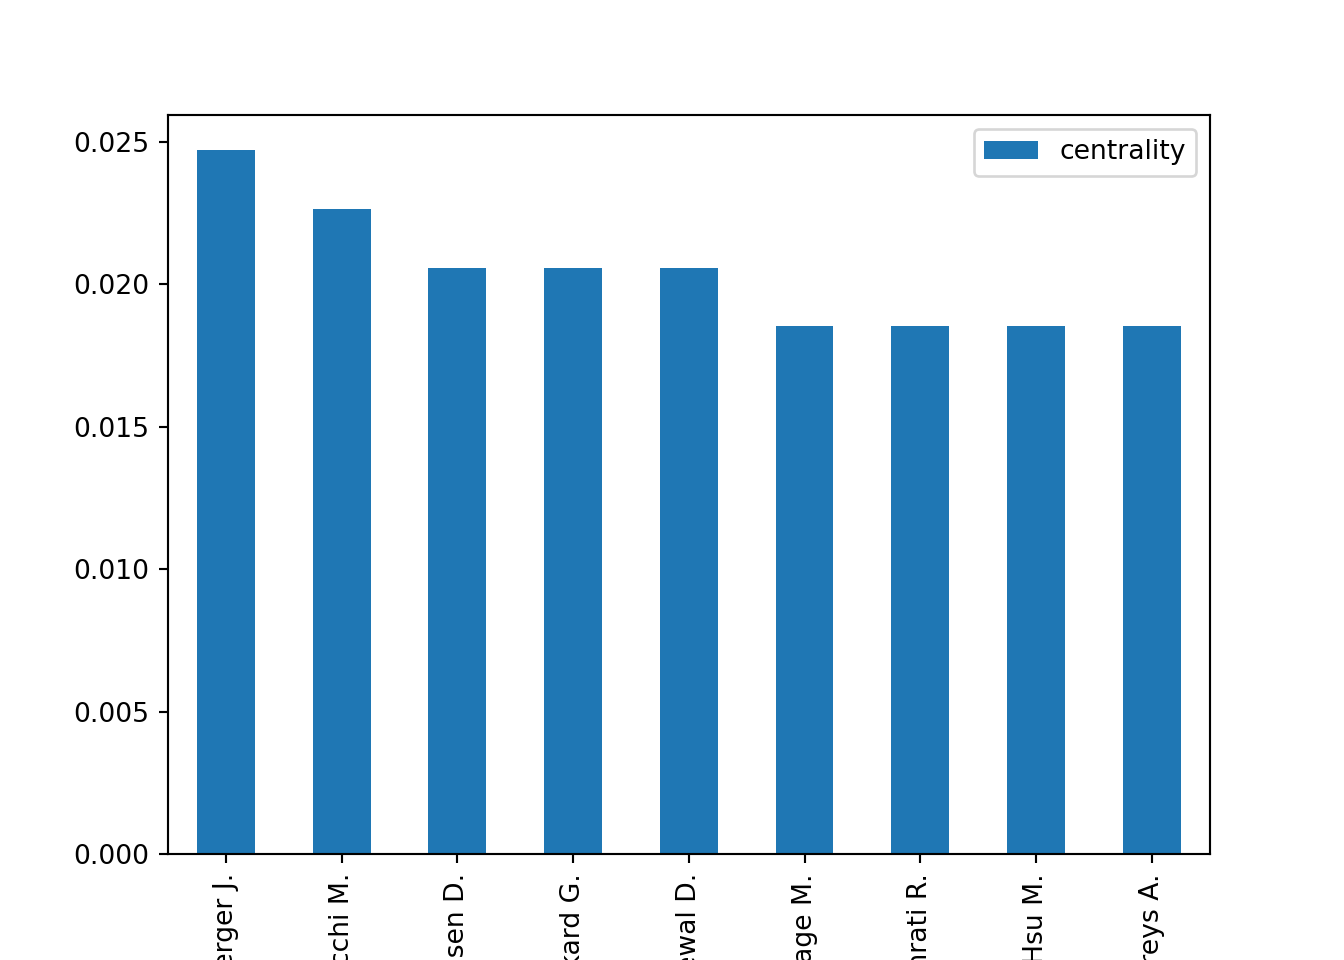 0.025
0.020
0.015
0.010
0.005
0.000
centrality
erger J.
cchi M.
sen D.
kard G.
ewal D.
age M.
nrati R.
Hsu M.
reys A.